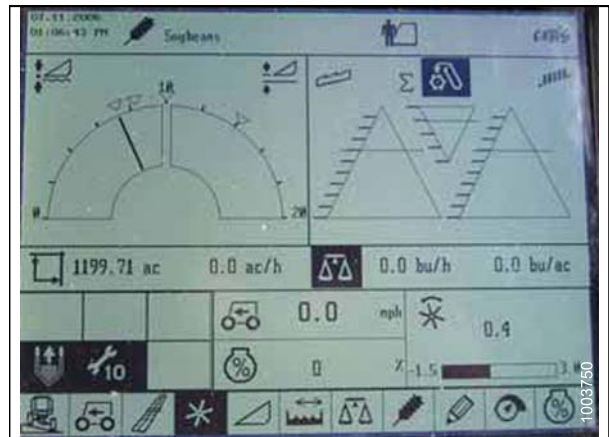 07.11.2006
01:06:43 PM
Soybeans
10
Σ
0
20
1199.71 ac
0.0 ac/h
0.0 bu/h
0.0 bu/ac
0.0
mph
0.4
10
%
0
%
-1.5
%
1003750